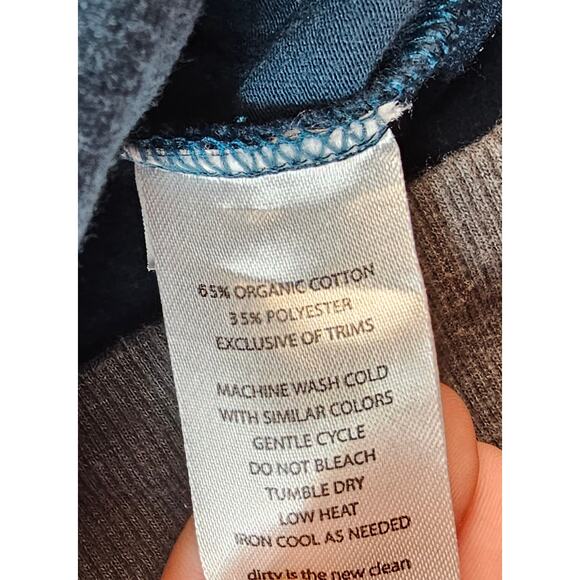 65% ORGANIC COTTON
35% POLYESTER
EXCLUSIVE OF TRIMS
MACHINE WASH COLD
WITH SIMILAR COLORS
GENTLE CYCLE
DO NOT BLEACH
TUMBLE DRY
LOW HEAT
IRON COOL AS NEEDED
dirty is the new clean